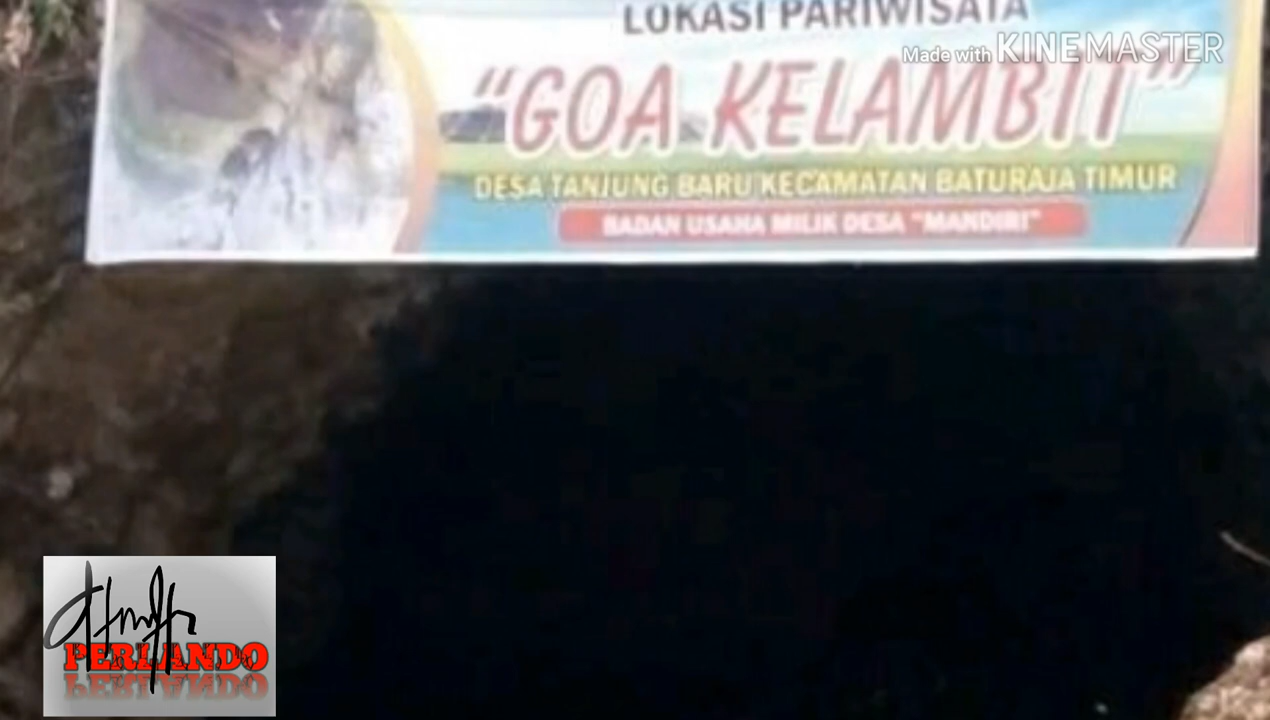 LOKASI PARIWISATA
Made with KINEMASTER
"GOA KELAMBIT"
DESA TANJUNG BARU KECAMATAN BATURAJA TIMUR
BADAN USAHA MILIK DESA "MANDIRI"
PERLANDO